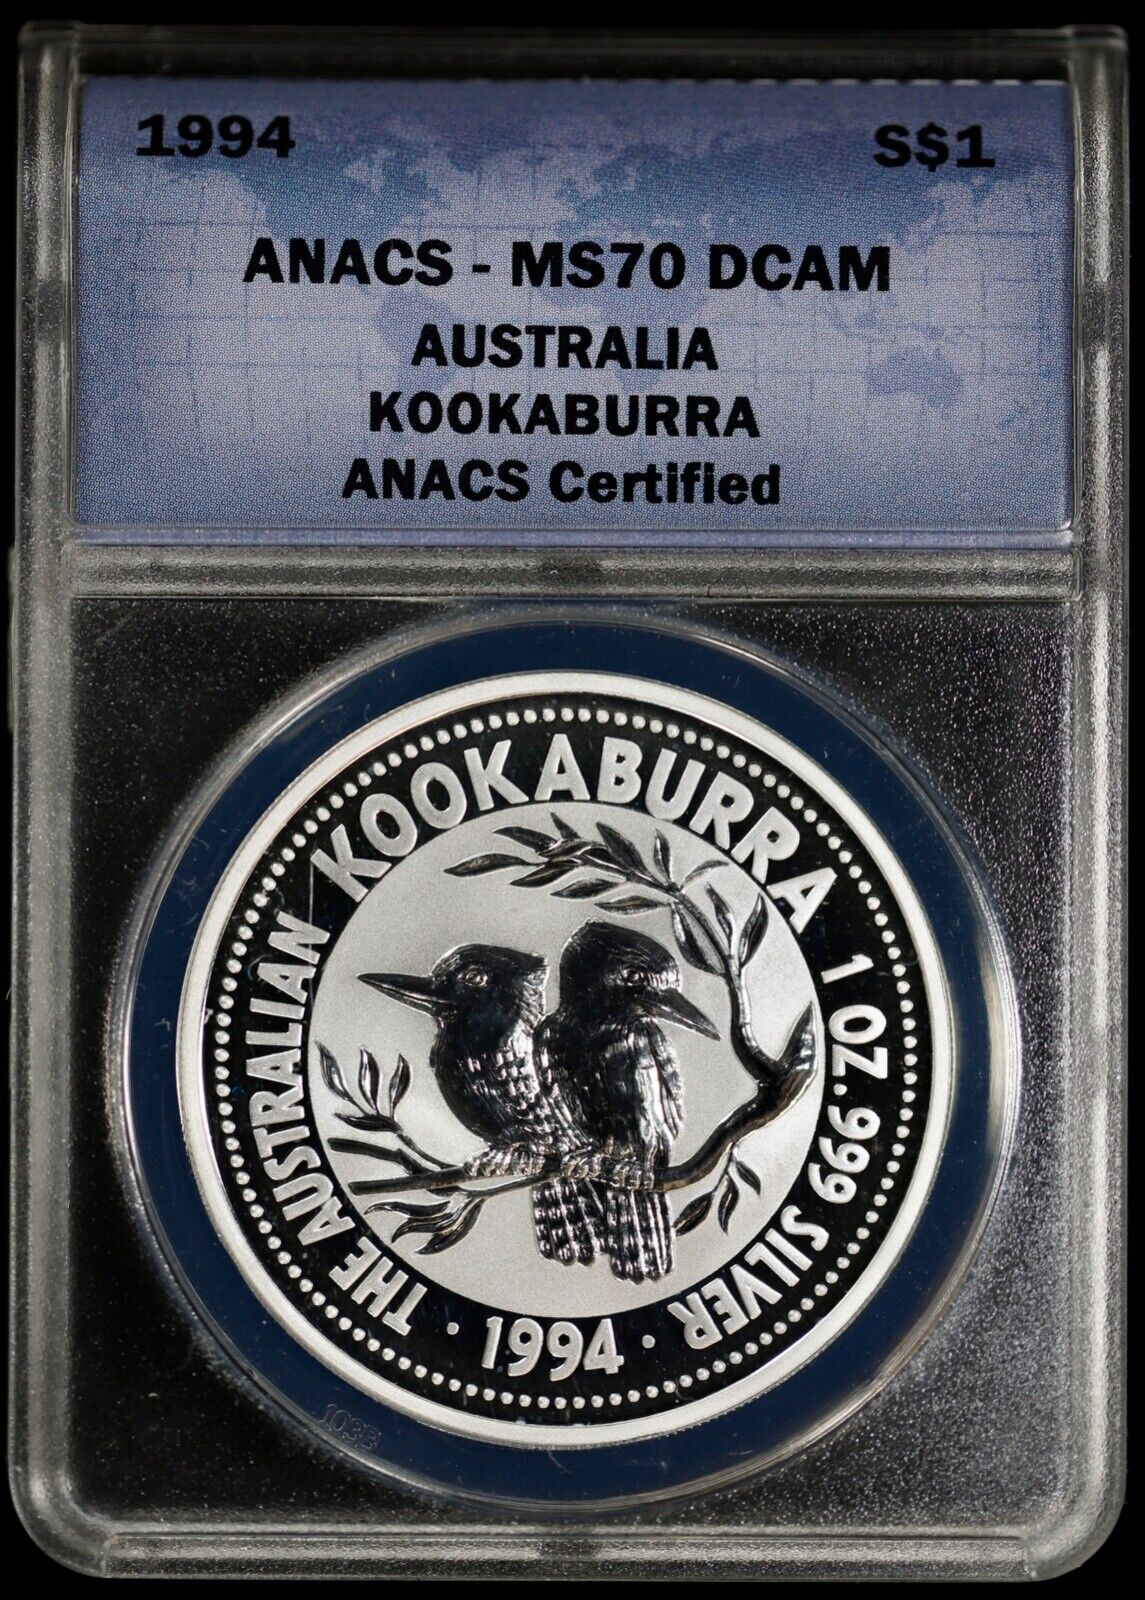 1994 S$1
ANACS - MS70 DCAM
AUSTRALIA
KOOKABURRA
ANACS Certified
THE AUSTRALIAN KOOKABURRA 1 OZ. 999 SILVER
· 1994 ·